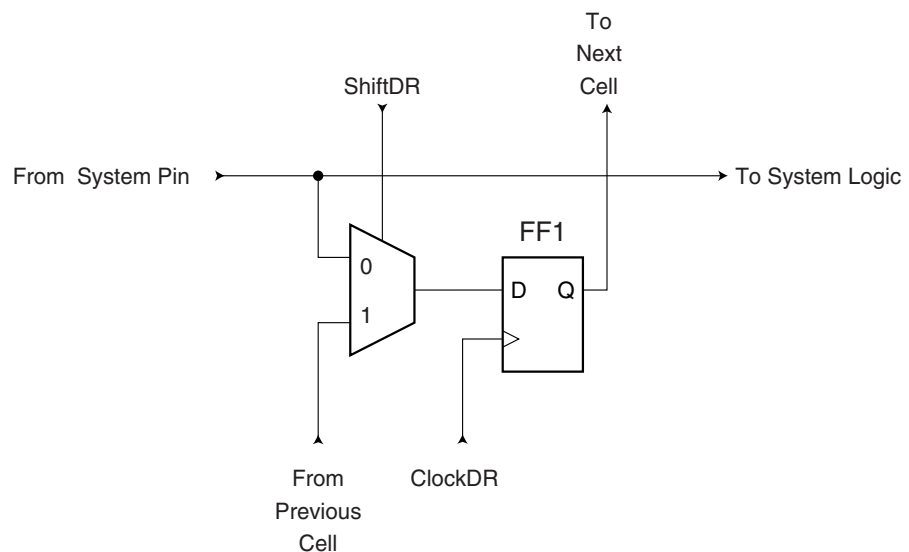 To
Next
Cell
ShiftDR
From System Pin
To System Logic
FF1
0
D Q
1
From
Previous
Cell
ClockDR